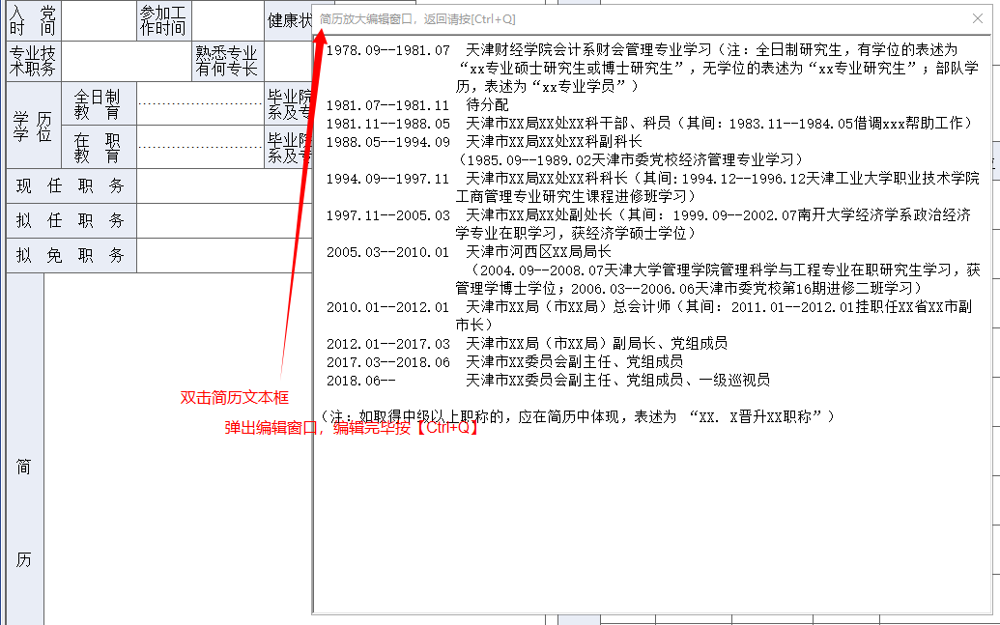 入 党
时 间
参加工
作时间
健康状
专业技
术职务
熟悉专业
有何专长
学 历
学 位
全日制
教 育
毕业院
系及专
在 职
教 育
毕业院
系及专
现 任 职 务
拟 任 职 务
拟 免 职 务
简
历
简历放大编辑窗口, 返回请按[Ctrl+Q]
1978.09--1981.07 天津财经学院会计系财会管理专业学习（注：全日制研究生，有学位的表述为
“xx专业硕士研究生或博士研究生”，无学位的表述为“xx专业研究生”；部队学
历，表述为“xx专业学员”）
1981.07--1981.11 待分配
1981.11--1988.05 天津市XX局XX处XX科干部、科员（其间：1983.11--1984.05借调xxx帮助工作）
1988.05--1994.09 天津市XX局XX处XX科副科长
（1985.09--1989.02天津市委党校经济管理专业学习）
1994.09--1997.11 天津市XX局XX处XX科科长（其间:1994.12--1996.12天津工业大学职业技术学院
工商管理专业研究生课程进修班学习）
1997.11--2005.03 天津市XX局XX处副处长（其间：1999.09--2002.07南开大学经济学系政治经济
学专业在职学习，获经济学硕士学位）
2005.03--2010.01 天津市河西区XX局局长
（2004.09--2008.07天津大学管理学院管理科学与工程专业在职研究生学习，获
管理学博士学位；2006.03--2006.06天津市委党校第16期进修二班学习）
2010.01--2012.01 天津市XX局（市XX局）总会计师（其间：2011.01--2012.01挂职任XX省XX市副
市长）
2012.01--2017.03 天津市XX局（市XX局）副局长、党组成员
2017.03--2018.06 天津市XX委员会副主任、党组成员
2018.06-- 天津市XX委员会副主任、党组成员、一级巡视员
（注：如取得中级以上职称的，应在简历中体现，表述为 “XX．X晋升XX职称”）
双击简历文本框
弹出编辑窗口，编辑完毕按【Ctrl+Q】